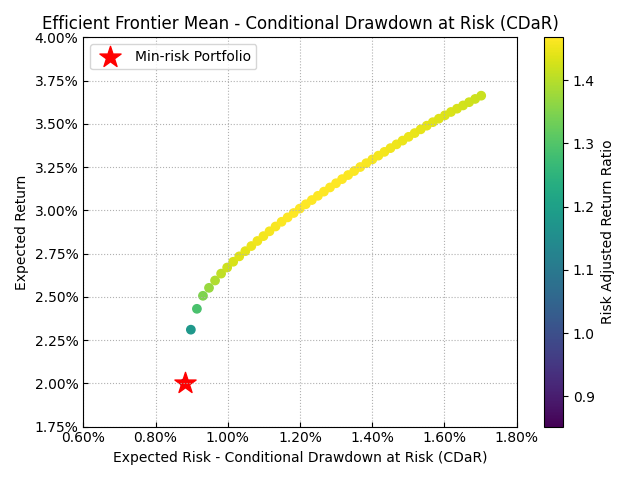 Efficient Frontier Mean - Conditional Drawdown at Risk (CDaR)
Min-risk Portfolio
Expected Return
4.00%
3.75%
3.50%
3.25%
3.00%
2.75%
2.50%
2.25%
2.00%
1.75%
0.60% 0.80% 1.00% 1.20% 1.40% 1.60% 1.80%
Expected Risk - Conditional Drawdown at Risk (CDaR)
1.4
1.3
1.2
1.1
1.0
0.9
Risk Adjusted Return Ratio